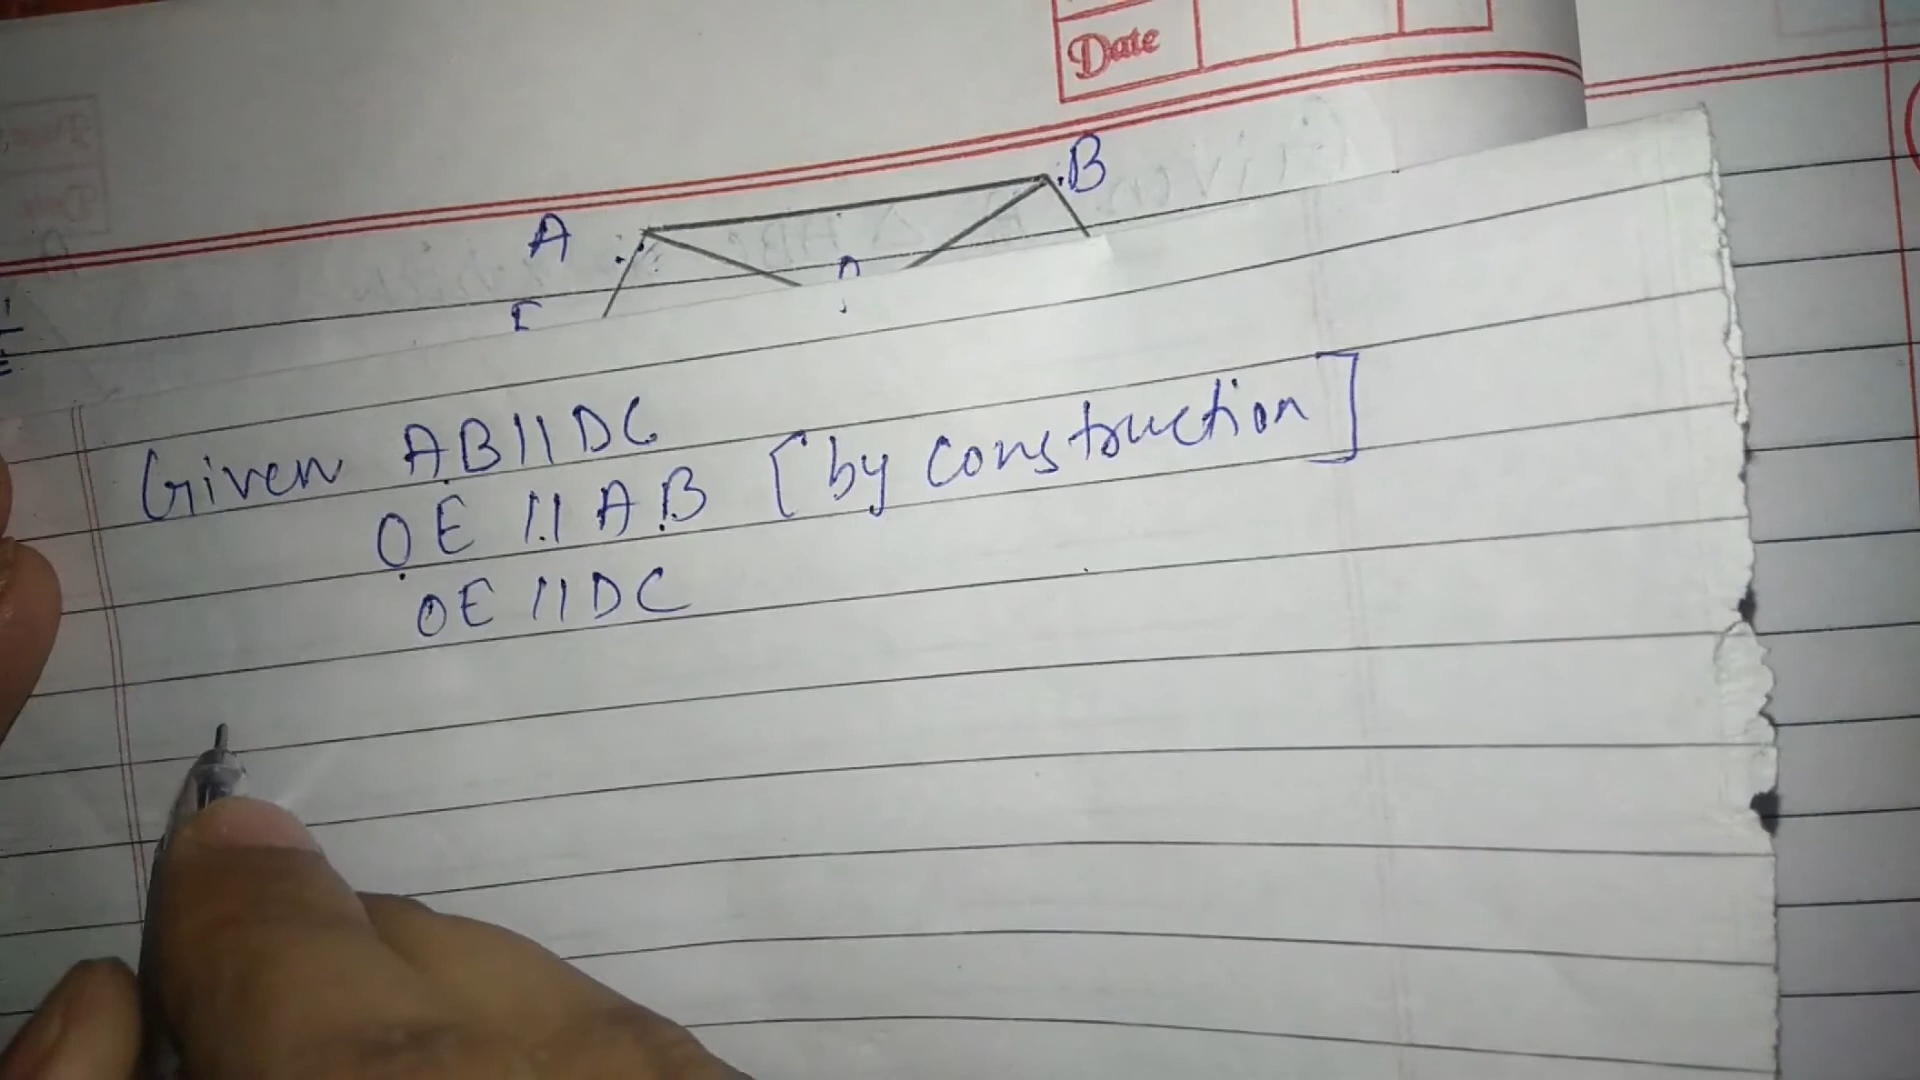 Date
B
A
Given AB||DC
OE || AB [by construction]
OE || DC